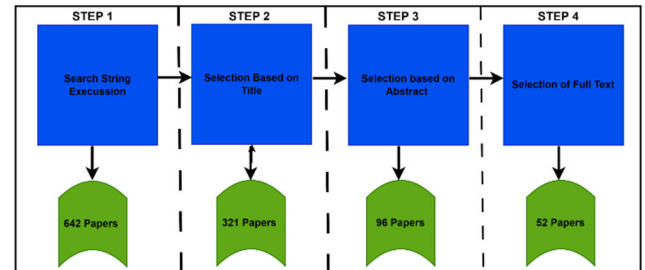 STEP 1
STEP 2
STEP 3
STEP 4
Search String
Execussion
Selection Based on
Title
Selection based on
Abstract
Selection of Full Text
642 Papers
321 Papers
96 Papers
52 Papers